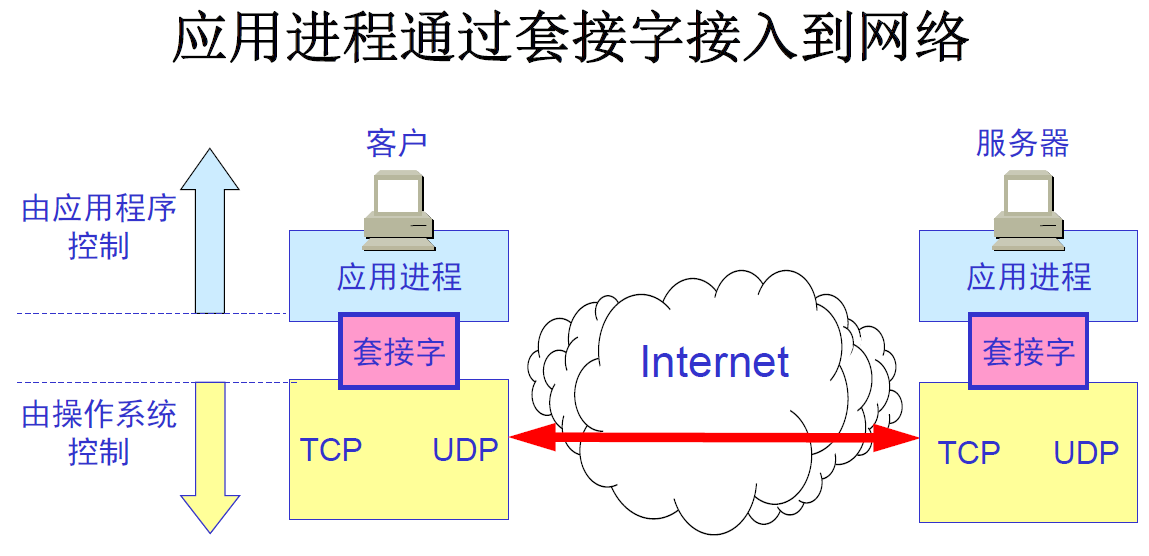 应用进程通过套接字接入到网络
客户
服务器
由应用程序
控制
应用进程
应用进程
套接字
Internet
套接字
由操作系统
控制
TCP UDP
TCP UDP